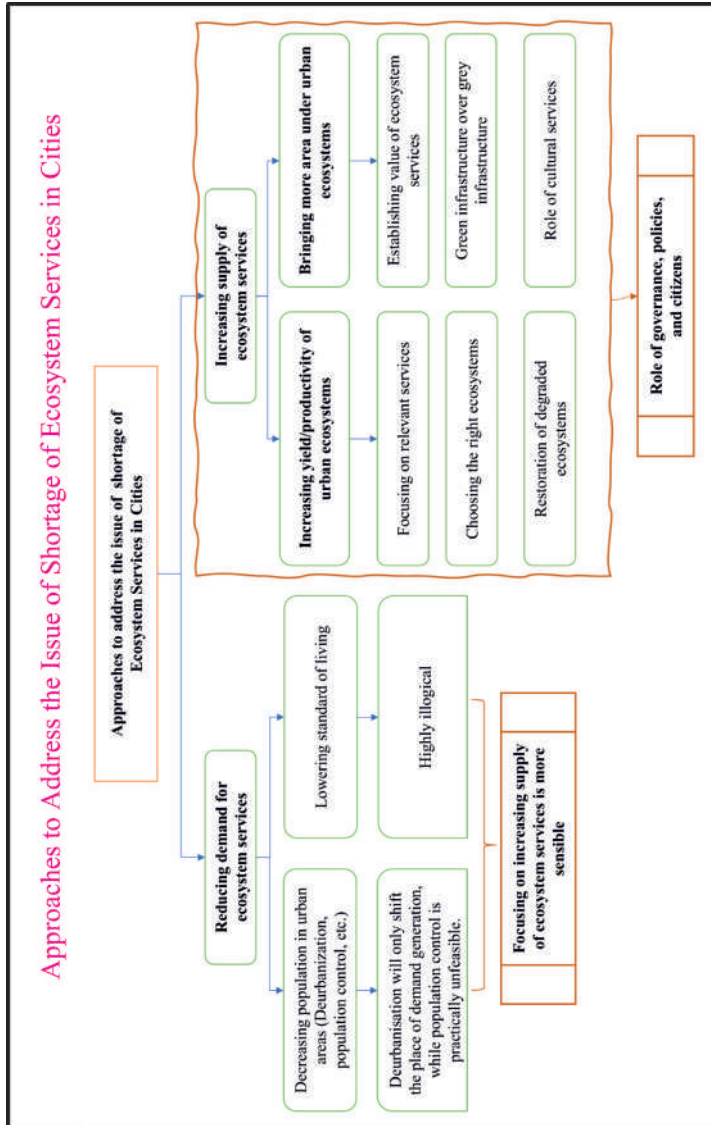 Approaches to Address the Issue of Shortage of Ecosystem Services in Cities
Approaches to address the issue of shortage of
Ecosystem Services in Cities
Reducing demand for
ecosystem services
Increasing supply of
ecosystem services
Decreasing population in urban
areas (Deurbanization,
population control, etc.)
Lowering standard of living
Increasing yield/productivity of
urban ecosystems
Bringing more area under urban
ecosystems
Deurbanisation will only shift
the place of demand generation,
while population control is
practically unfeasible.
Highly illogical
Focusing on relevant services
Establishing value of ecosystem
services
Choosing the right ecosystems
Green infrastructure over grey
infrastructure
Restoration of degraded
ecosystems
Role of cultural services
Focusing on increasing supply
of ecosystem services is more
sensible
Role of governance, policies,
and citizens